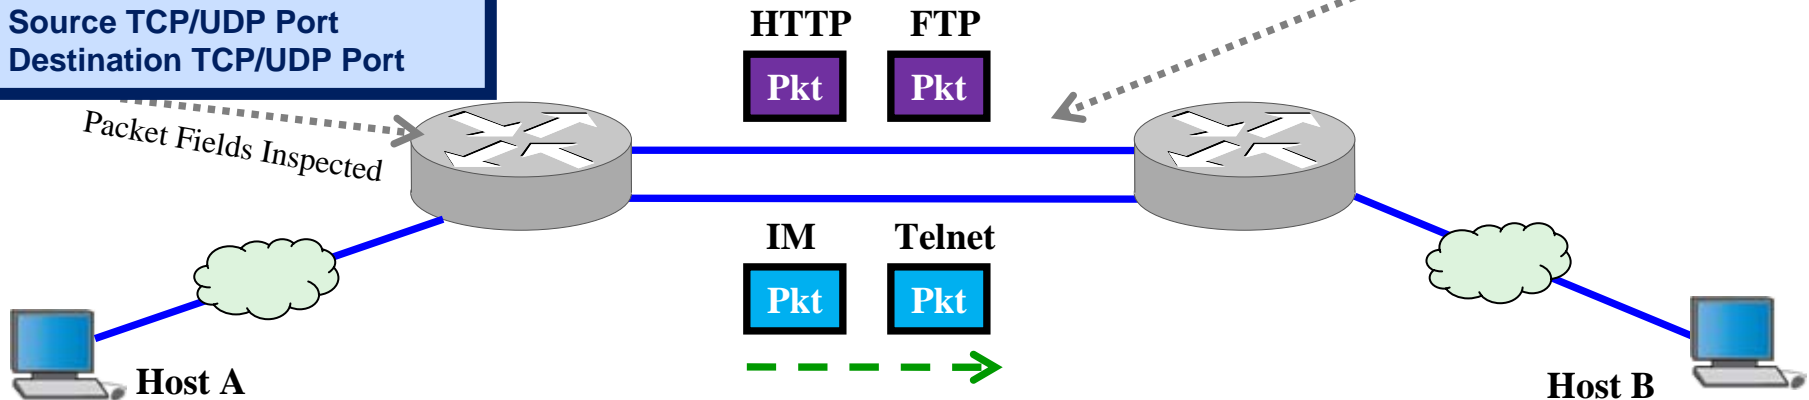 Source TCP/UDP Port
Destination TCP/UDP Port
Packet Fields Inspected
HTTP FTP
Pkt Pkt
IM Telnet
Pkt Pkt
Host A
Host B